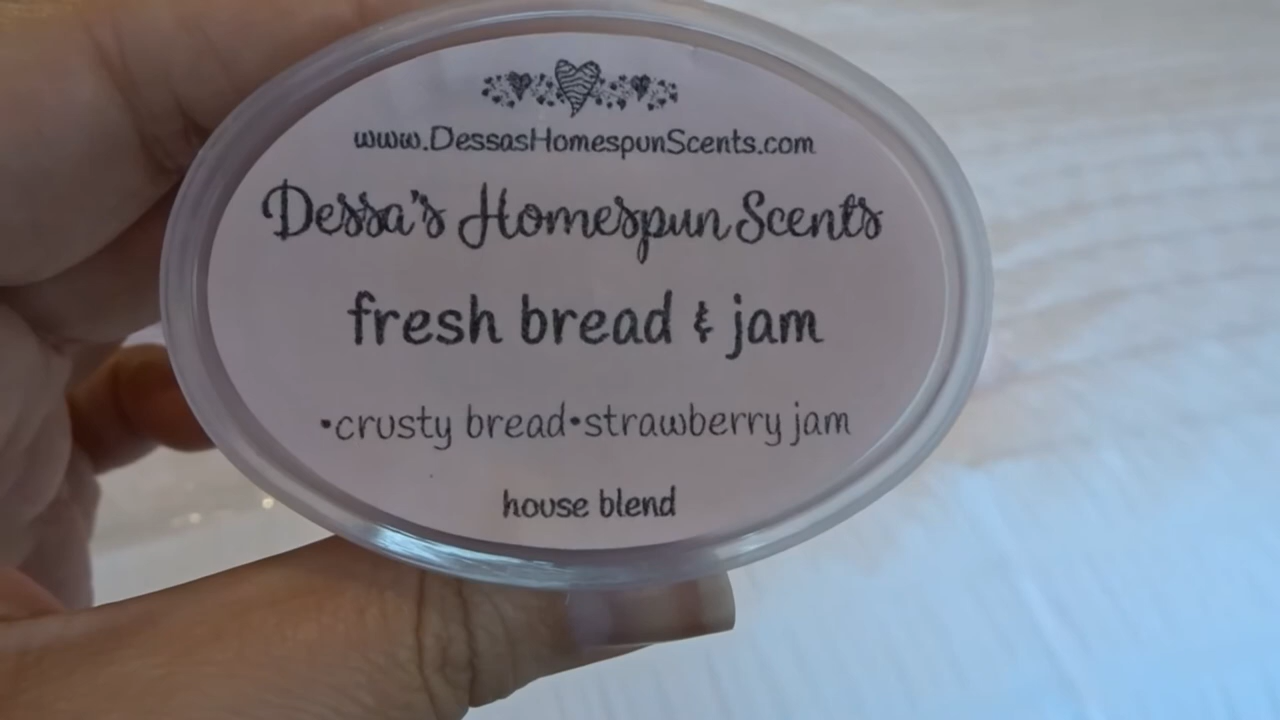 www.DessasHomespunScents.com
Dessa's Homespun Scents
fresh bread & jam
•crusty bread•strawberry jam
house blend